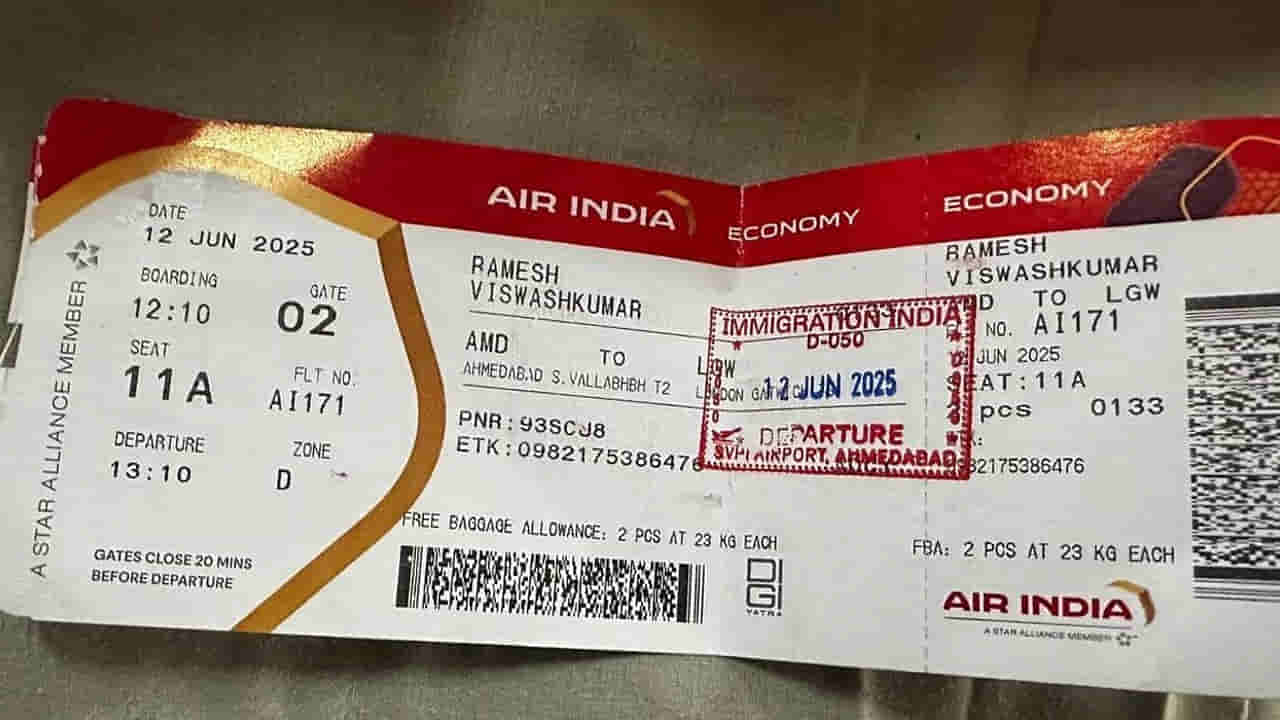 AIR INDIA
ECONOMY
ECONOMY
DATE
12 JUN 2025
BOARDING
12:10
GATE
02
SEAT
11A
FLT NO.
AI171
DEPARTURE
13:10
ZONE
D
GATES CLOSE 20 MINS
BEFORE DEPARTURE
A STAR ALLIANCE MEMBER
RAMESH
VISWASHKUMAR
AMD TO LGW
AHMEDABAD S.VALLABHBH T2
PNR:93SCJ8
ETK:0982175386476
FREE BAGGAGE ALLOWANCE: 2 PCS AT 23 KG EACH
DIGI
YATRA
IMMIGRATION INDIA
D-050
12 JUN 2025
DEPARTURE
SVPI AIRPORT, AHMEDABAD
RAMESH
VISWASHKUMAR
TO LGW
NO. AI171
JUN 2025
SEAT:11A
pcs 0133
82175386476
FBA: 2 PCS AT 23 KG EACH
AIR INDIA
A STAR ALLIANCE MEMBER